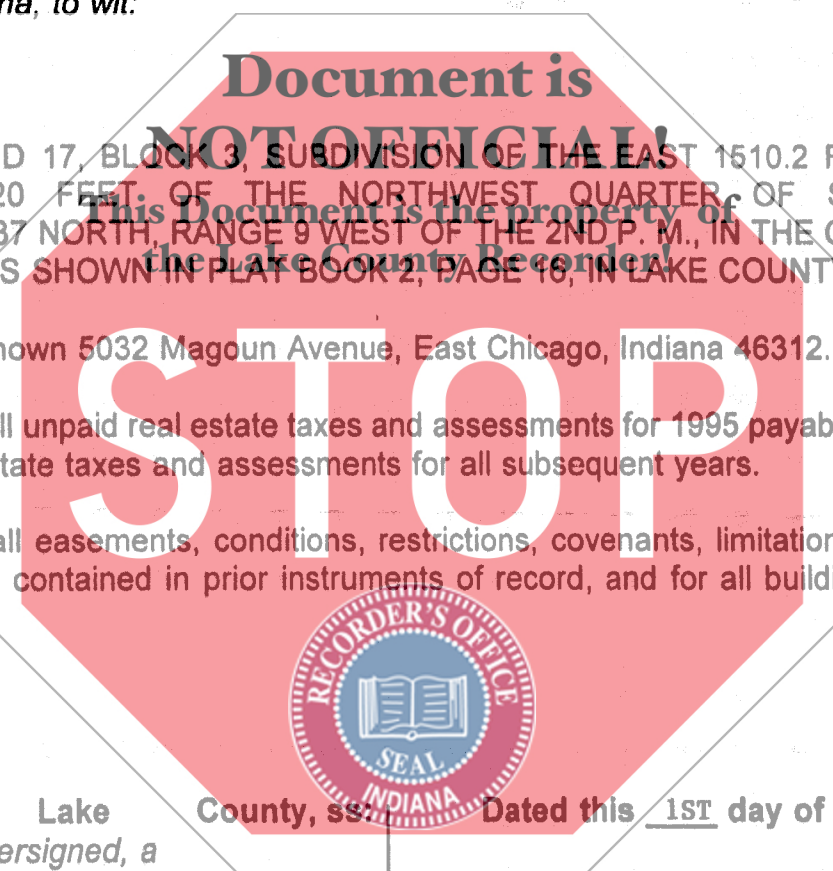 na, to wit:
Document is
NOT OFFICIAL!
D 17, BLOCK 3, SUBDIVISION OF THE EAST 1510.2 F
20 FEET OF THE NORTHWEST QUARTER OF S
This Document is the property of
37 NORTH, RANGE 9 WEST OF THE 2ND P. M., IN THE C
the Lake County Recorder!
S SHOWN IN PLAT BOOK 2, PAGE 16, IN LAKE COUNTY
nown 5032 Magoun Avenue, East Chicago, Indiana 46312.
STOP
ll unpaid real estate taxes and assessments for 1995 payab
tate taxes and assessments for all subsequent years.
all easements, conditions, restrictions, covenants, limitation
contained in prior instruments of record, and for all buildi
RECORDER'S OFFICE
SEAL
INDIANA
Lake County, ss: Dated this 1ST day of
ersigned, a